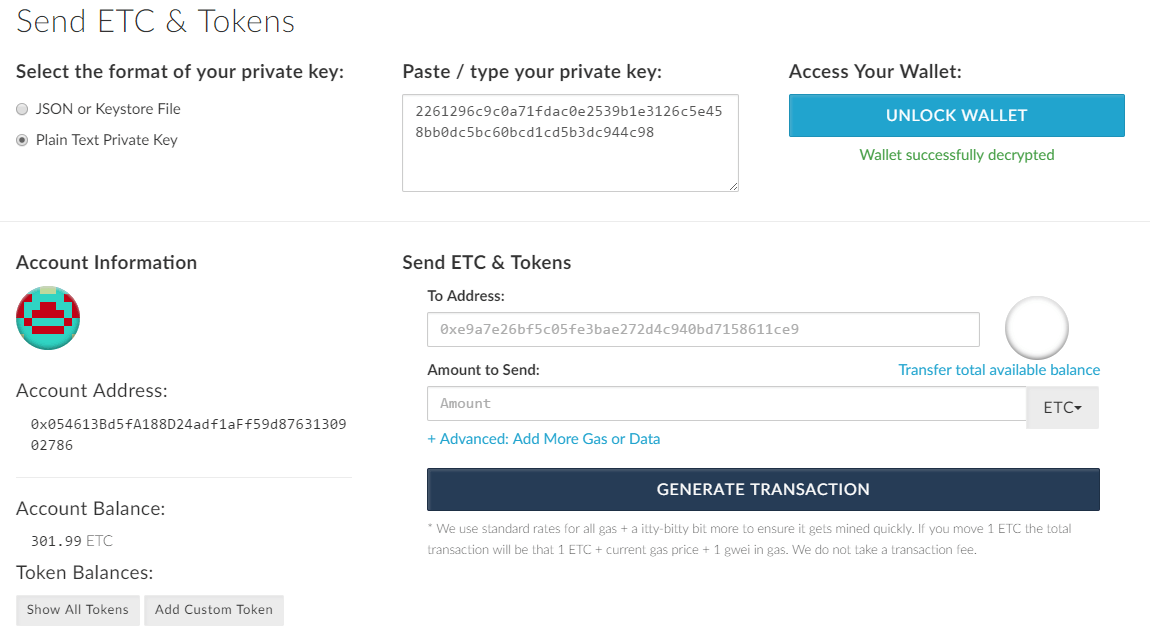 Send ETC & Tokens
Select the format of your private key:
JSON or Keystore File
Plain Text Private Key
Paste / type your private key:
2261296c9c0a71fdac0e2539b1e3126c5e45
8bb0dc5bc60bcd1cd5b3dc944c98
Access Your Wallet:
UNLOCK WALLET
Wallet successfully decrypted
Account Information
Account Address:
0x054613Bd5fA188D24adf1aFf59d87631309
02786
Account Balance:
301.99 ETC
Token Balances:
Show All Tokens
Add Custom Token
Send ETC & Tokens
To Address:
0xe9a7e26bf5c05fe3bae272d4c940bd7158611ce9
Amount to Send:
Transfer total available balance
Amount
ETC
+ Advanced: Add More Gas or Data
GENERATE TRANSACTION
* We use standard rates for all gas + a itty-bitty bit more to ensure it gets mined quickly. If you move 1 ETC the total
transaction will be that 1 ETC + current gas price + 1 gwei in gas. We do not take a transaction fee.